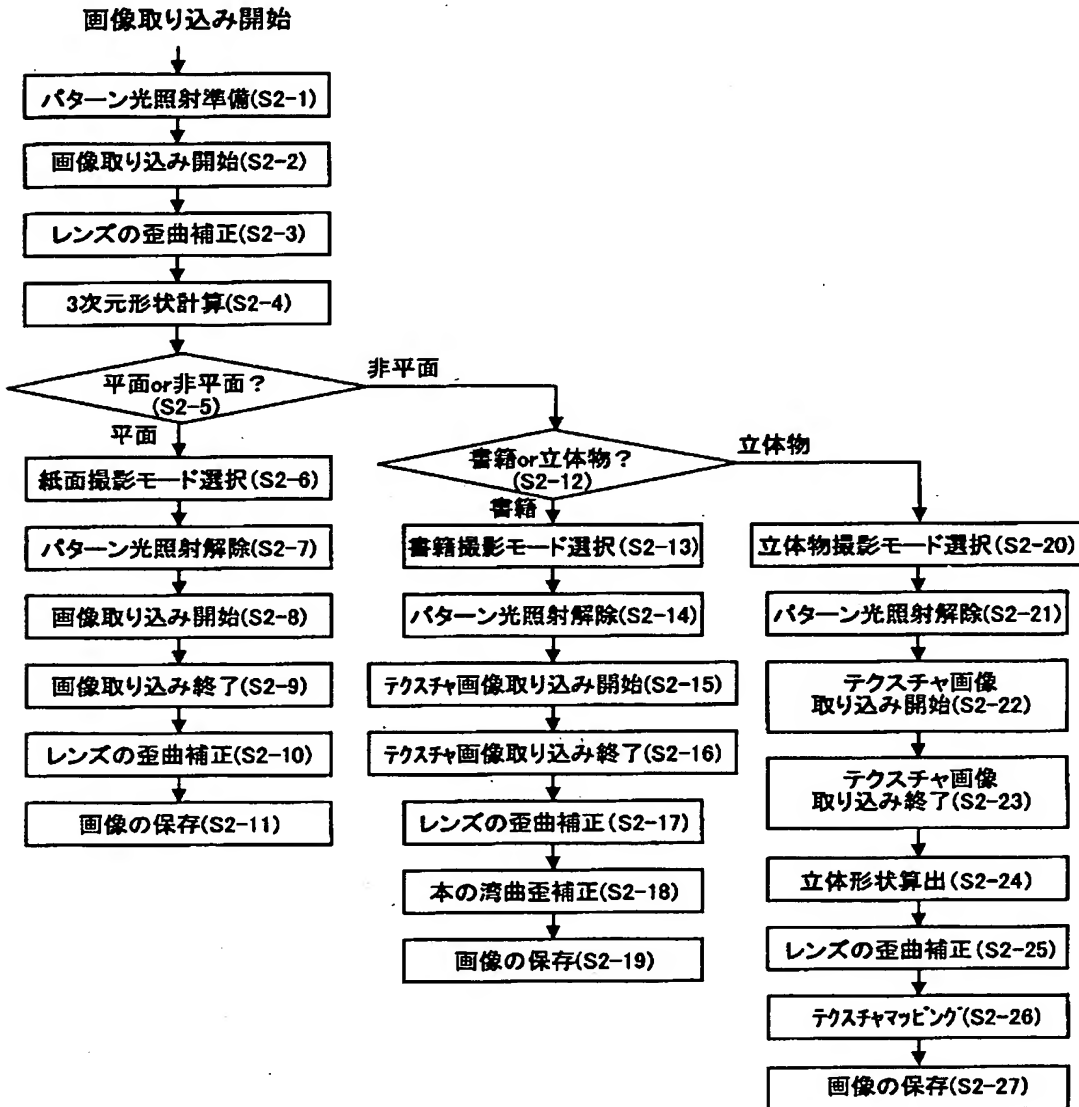 画像取り込み開始
パターン光照射準備(S2-1)
画像取り込み開始(S2-2)
レンズの歪曲補正(S2-3)
3次元形状計算(S2-4)
平面or非平面？
(S2-5)
非平面
平面
紙面撮影モード選択(S2-6)
パターン光照射解除(S2-7)
画像取り込み開始(S2-8)
画像取り込み終了(S2-9)
レンズの歪曲補正(S2-10)
画像の保存(S2-11)
書籍or立体物？
(S2-12)
立体物
書籍
書籍撮影モード選択(S2-13)
パターン光照射解除(S2-14)
テクスチャ画像取り込み開始(S2-15)
テクスチャ画像取り込み終了(S2-16)
レンズの歪曲補正(S2-17)
本の湾曲歪補正(S2-18)
画像の保存(S2-19)
立体物撮影モード選択(S2-20)
パターン光照射解除(S2-21)
テクスチャ画像
取り込み開始(S2-22)
テクスチャ画像
取り込み終了(S2-23)
立体形状算出(S2-24)
レンズの歪曲補正(S2-25)
テクスチャマッピング(S2-26)
画像の保存(S2-27)